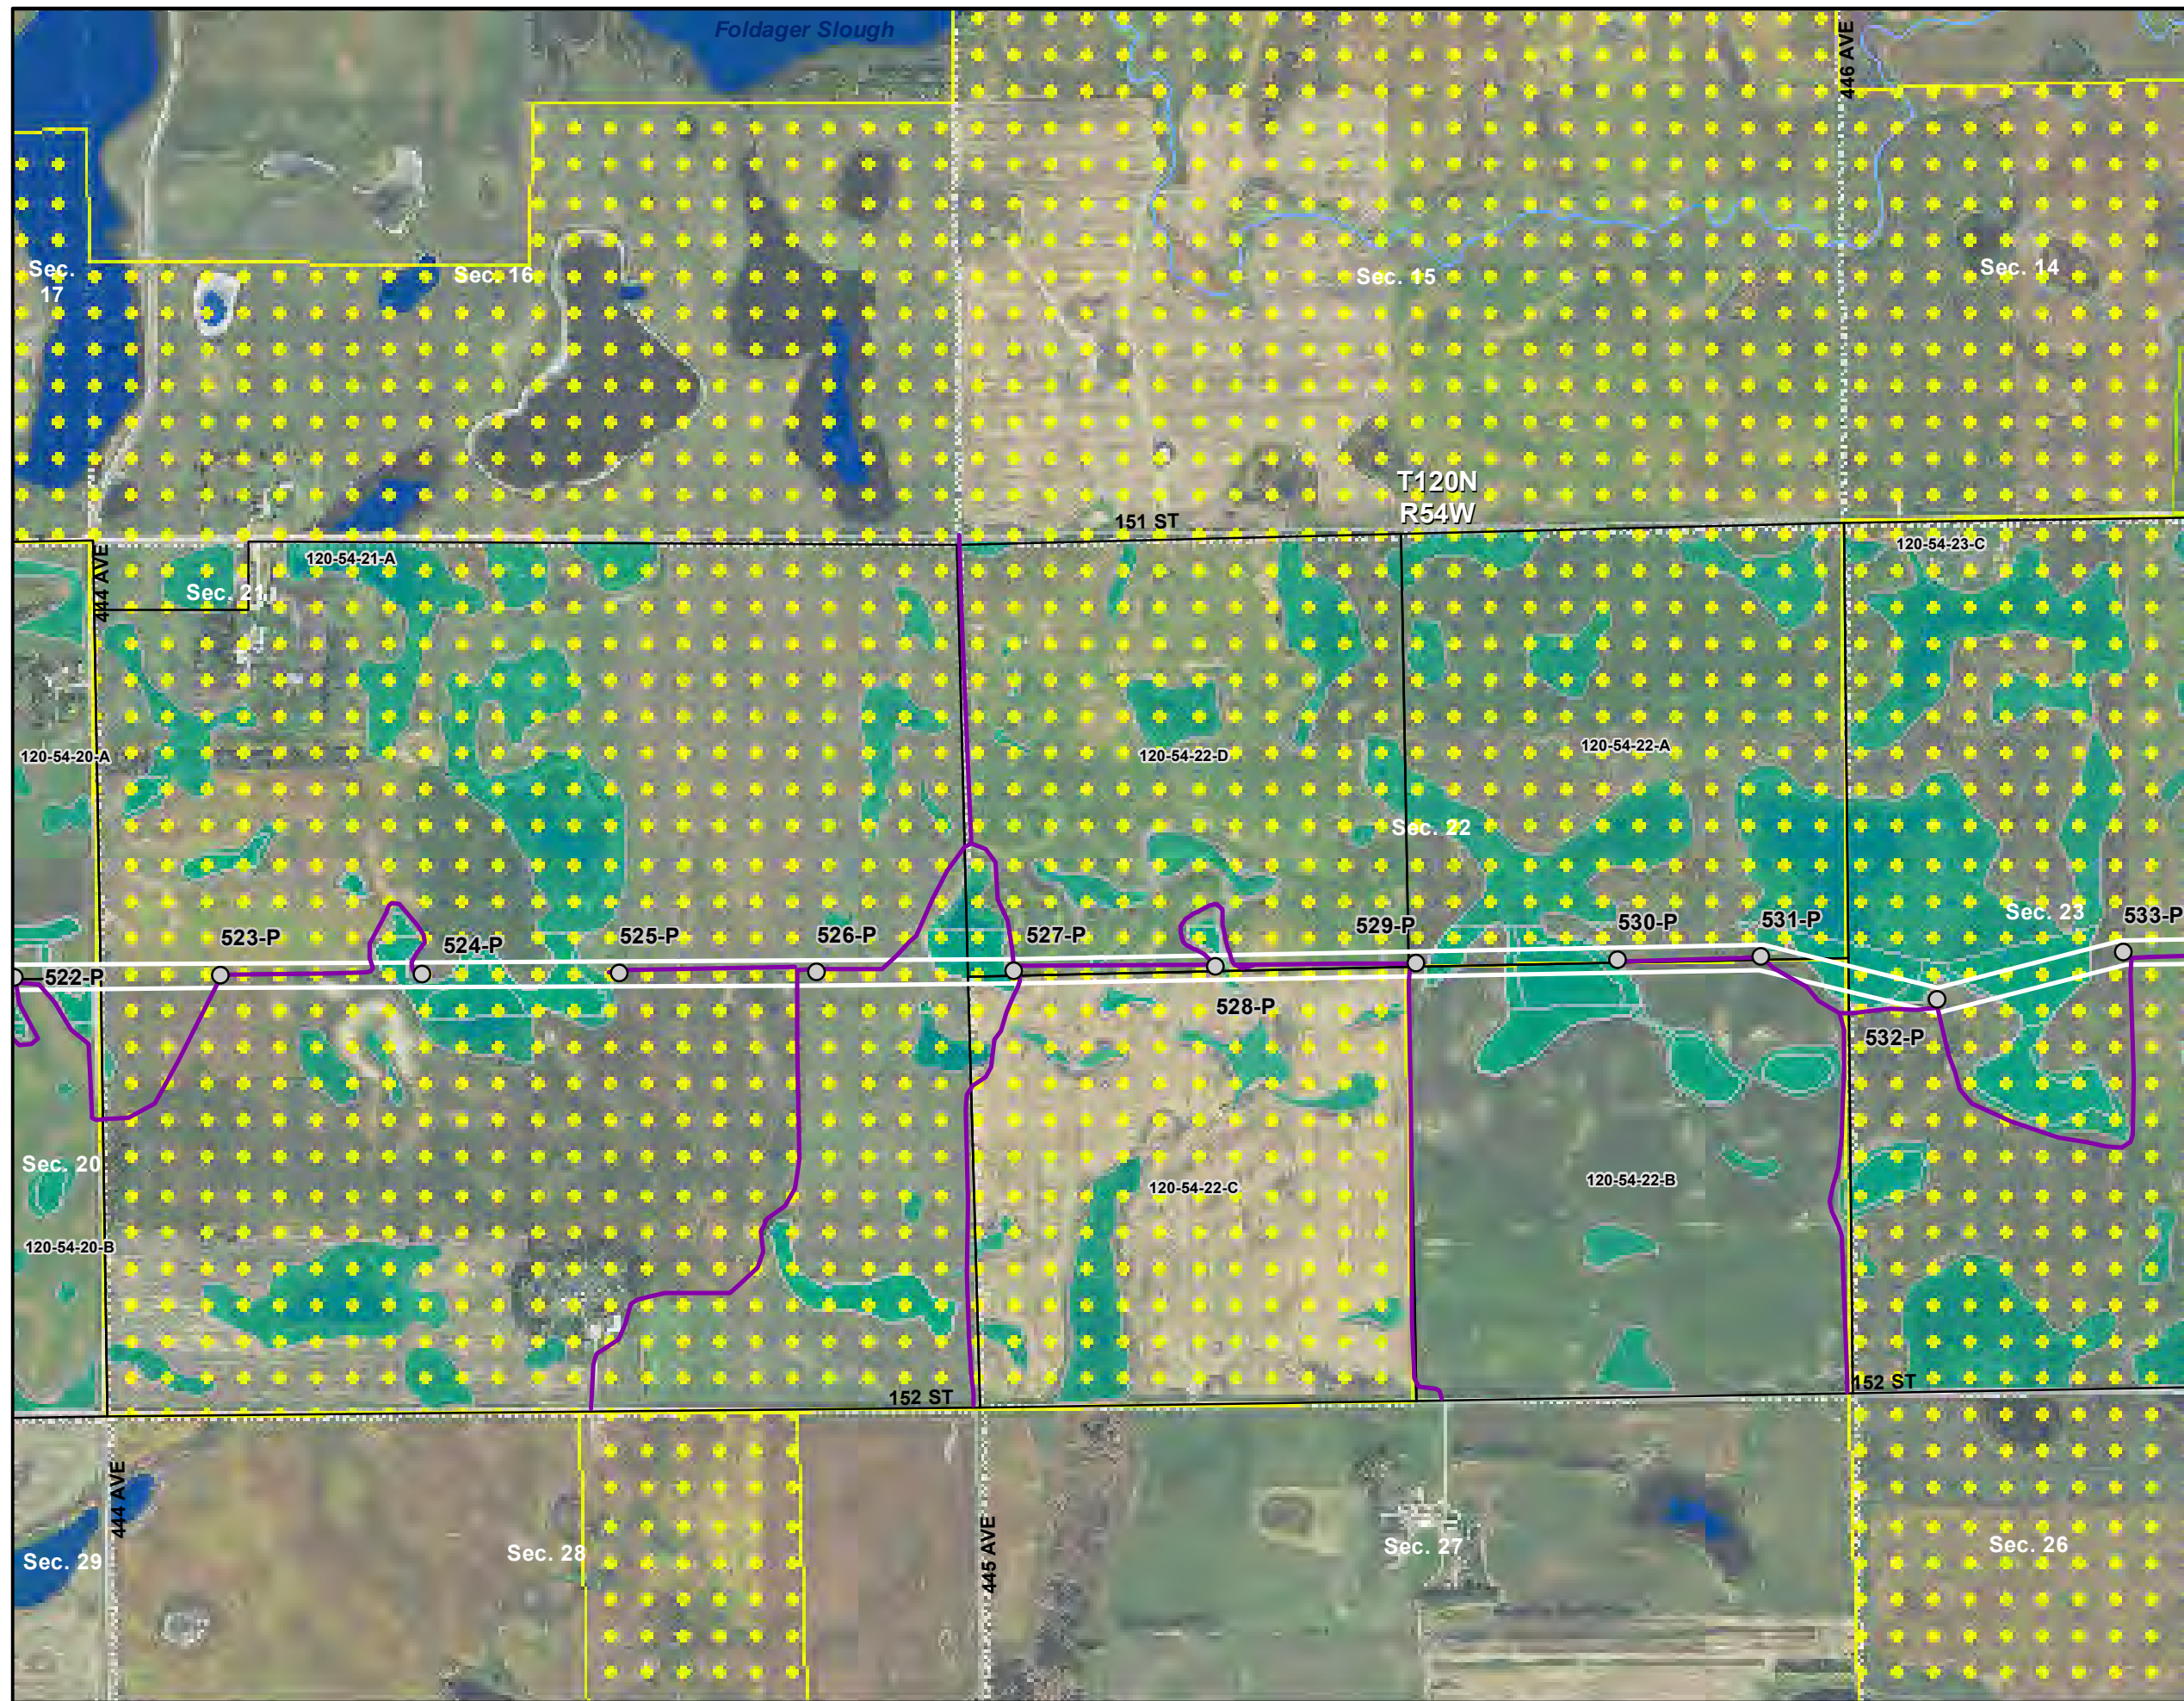 Foldager Slough
446 AVE
Sec.
17
Sec. 16
Sec. 15
Sec. 14
T120N
R54W
151 ST
444 AVE
120-54-21-A
Sec. 21
120-54-23-C
120-54-20-A
120-54-22-D
120-54-22-A
Sec. 22
Sec. 23
522-P
523-P
524-P
525-P
526-P
527-P
528-P
529-P
530-P
531-P
532-P
533-P
Sec. 20
120-54-20-B
120-54-22-C
120-54-22-B
152 ST
152 ST
444 AVE
445 AVE
Sec. 29
Sec. 28
Sec. 27
Sec. 26